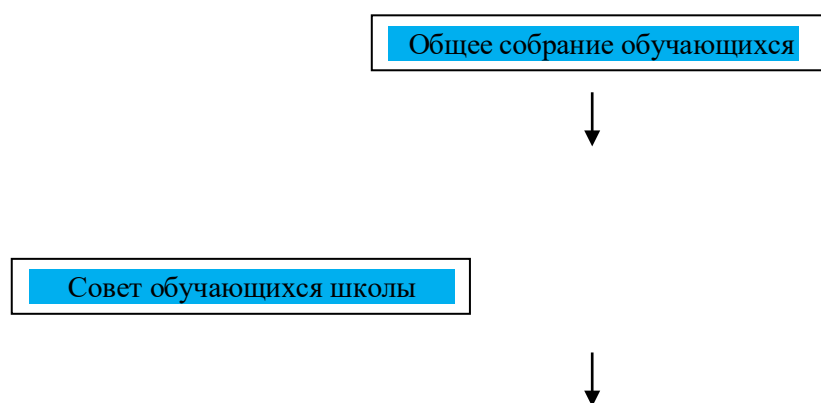 Общее собрание обучающихся
Совет обучающихся школы